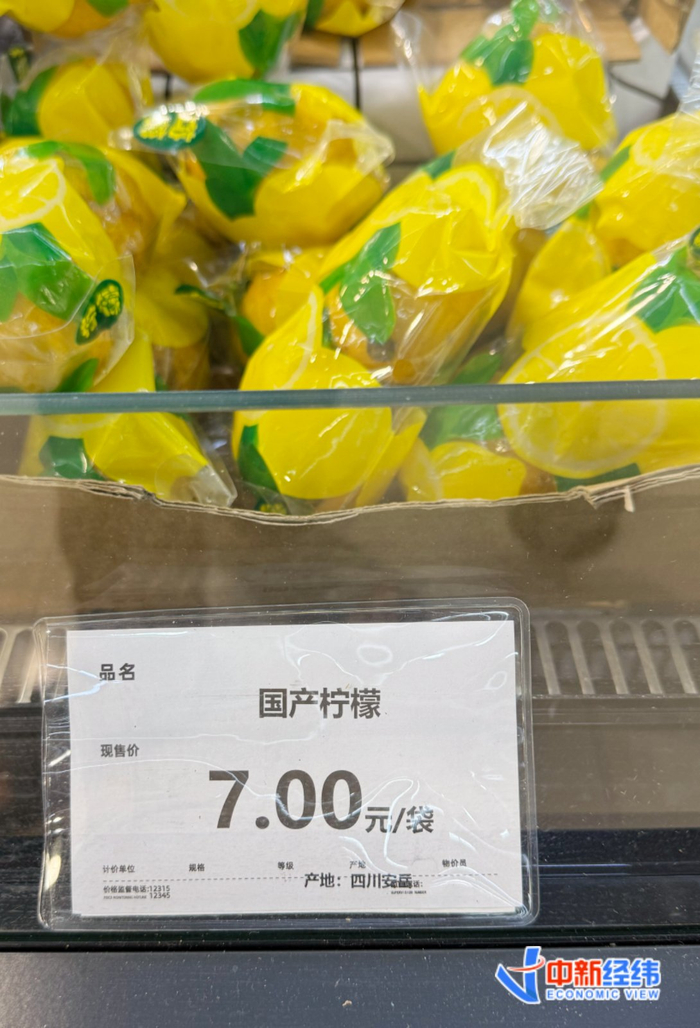 品名
国产柠檬
现售价
7.00元/袋
计价单位 规格 等级 产地 物价员
价格监督电话:12315
12345
产地：四川安岳
中新经纬
ECONOMIC VIEW